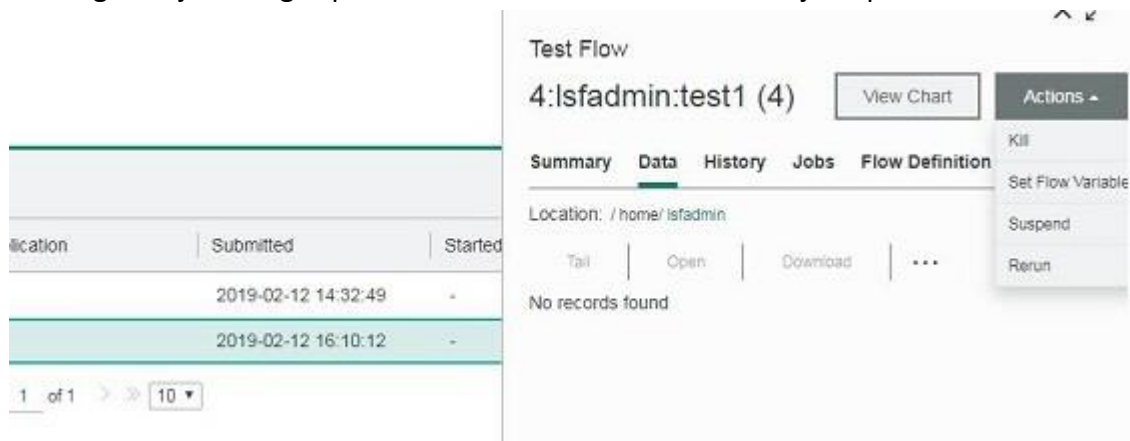 Test Flow
4:lsfadmin:test1 (4)
View Chart
Actions
Kill
Set Flow Variable
Suspend
Rerun
Summary Data History Jobs Flow Definition
Location: / home/ lsfadmin
Tail Open Download ...
No records found
lication Submitted Started
2019-02-12 14:32:49 -
2019-02-12 16:10:12 -
1 of 1 10